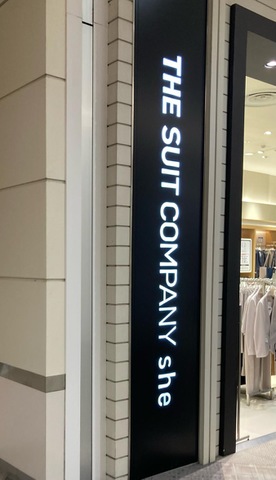 THE SUIT COMPANY she